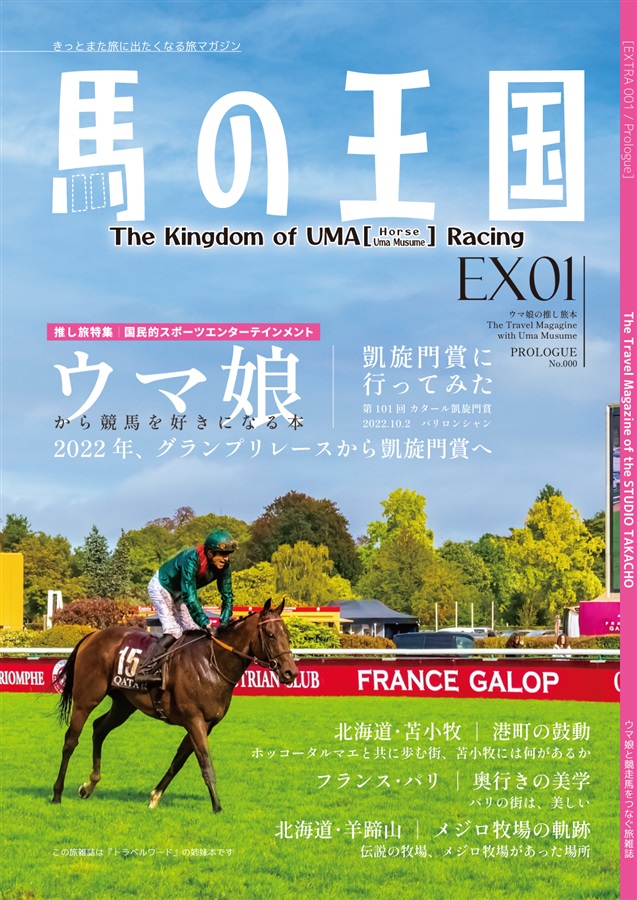 きっとまた旅に出たくなる旅マガジン
馬の王国
The Kingdom of UMA[Horse Uma Musume] Racing
EX01
ウマ娘の推し旅本
The Travel Magagine
with Uma Musume
PROLOGUE
No.000
推し旅特集｜国民的スポーツエンターテインメント
ウマ娘
から競馬を好きになる本
凱旋門賞に
行ってみた
第101回 カタール凱旋門賞
2022.10.2 パリロンシャン
2022年、グランプリレースから凱旋門賞へ
15
QATAR
RIOMPHE
TRIAN CLUB
FRANCE GALOP
北海道・苫小牧｜港町の鼓動
ホッコータルマエと共に歩む街、苫小牧には何があるか
フランス・パリ｜奥行きの美学
パリの街は、美しい
北海道・羊蹄山｜メジロ牧場の軌跡
伝説の牧場、メジロ牧場があった場所
この旅雑誌は『トラベルワード』の姉妹本です
[EXTRA 001 / Prologue]
The Travel Magazine of the STUDIO TAKACHO
ウマ娘と競走馬をつなぐ旅雑誌